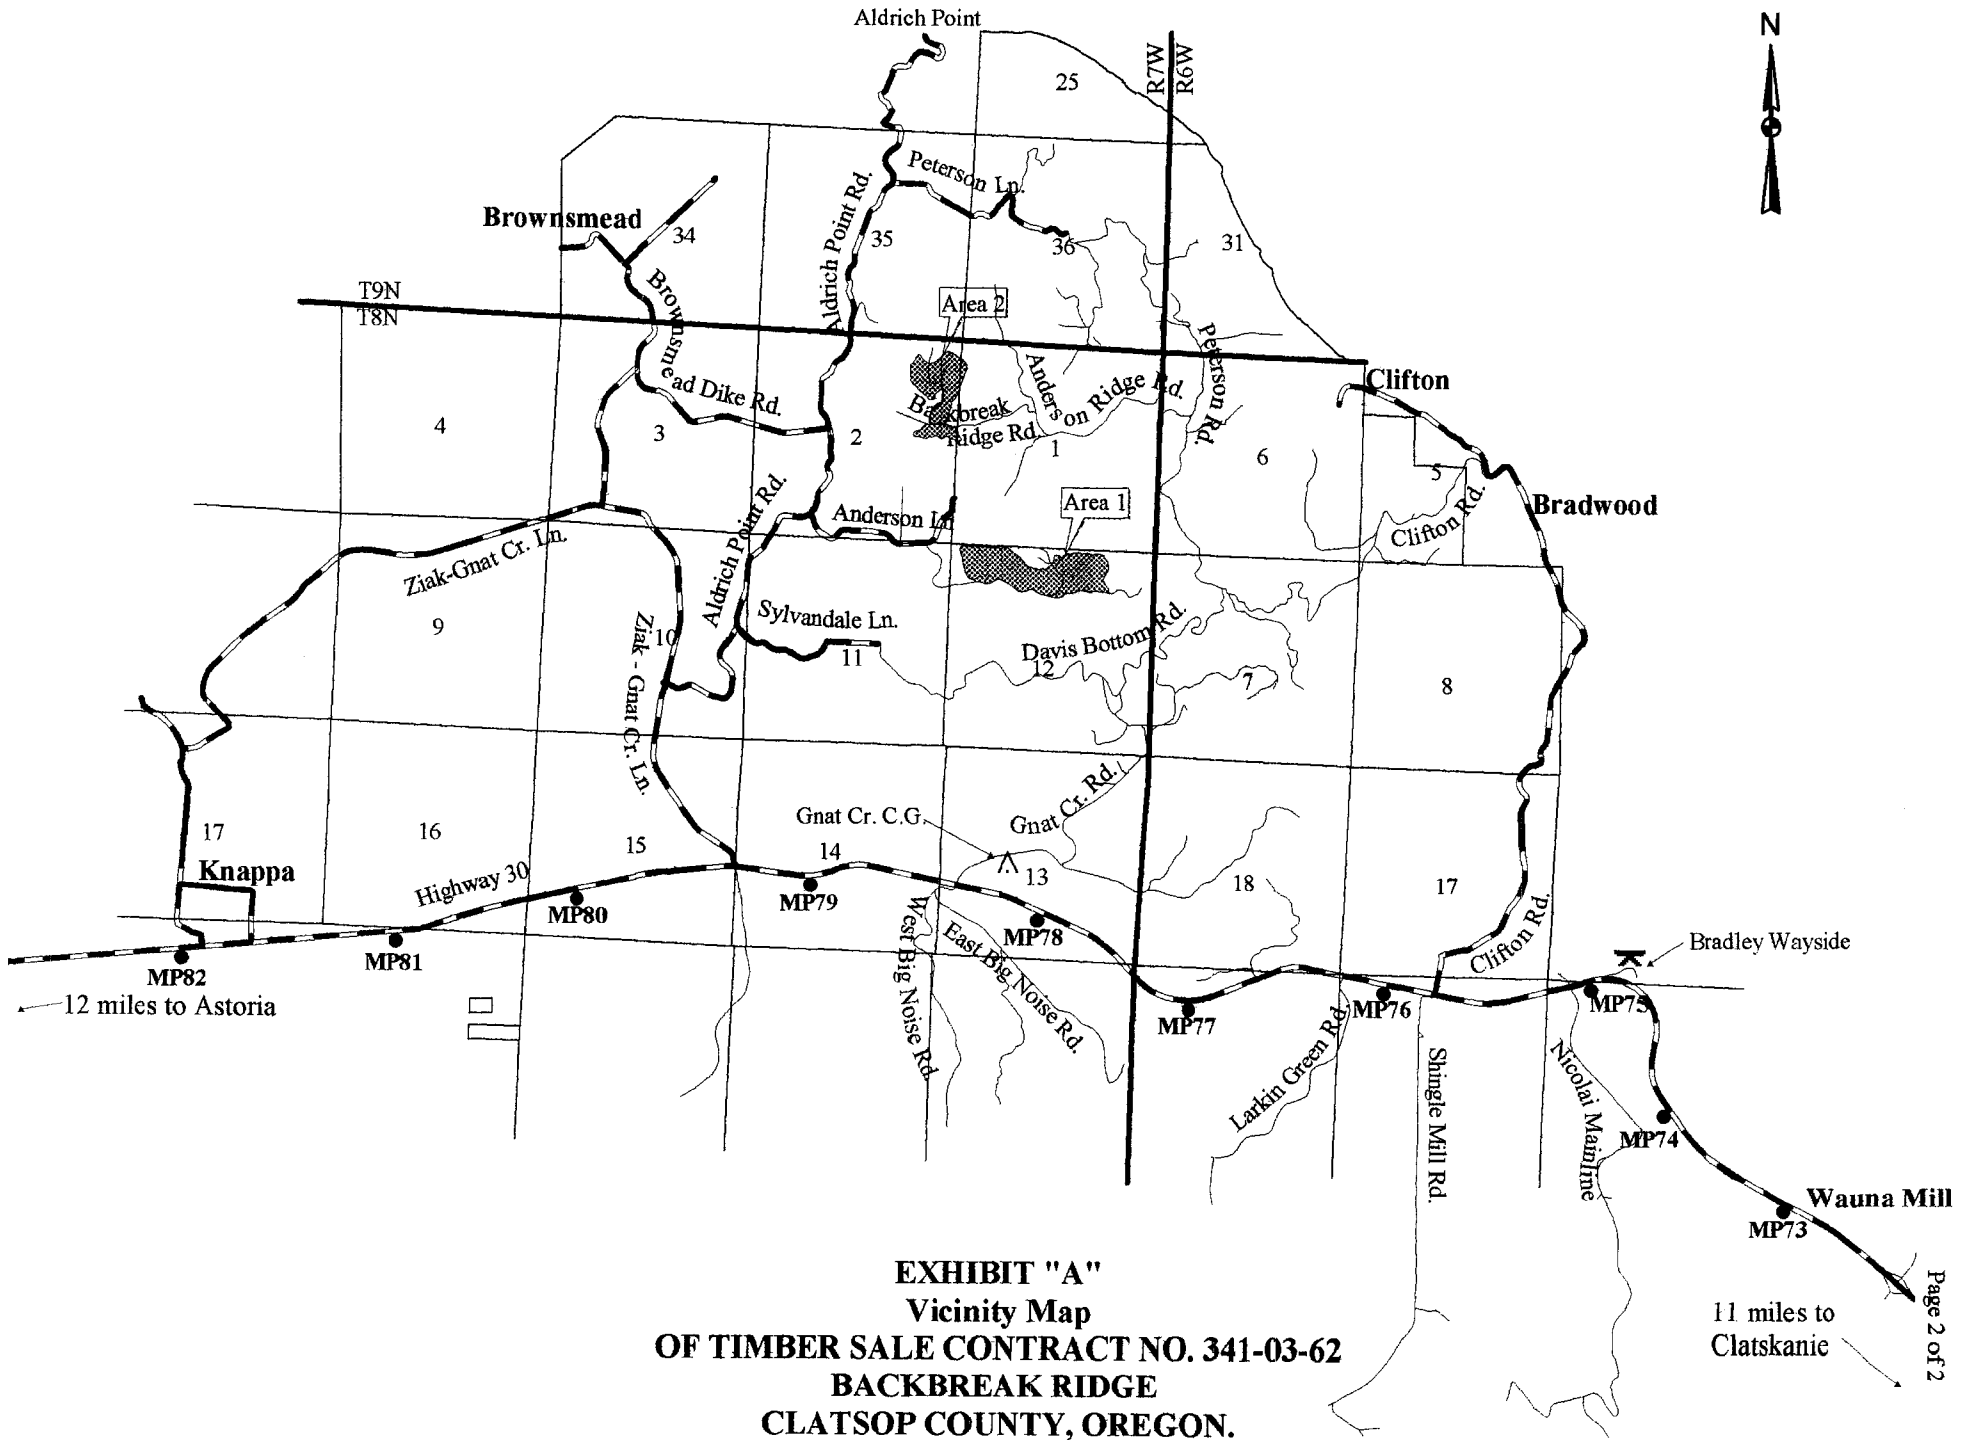 Aldrich Point
N
R7W
R6W
25
Peterson Ln.
Aldrich Point Rd.
Brownsmead
34
35
36
31
T9N
T8N
Brownsmead Dike Rd.
Area 2
Peterson Rd.
Anderson Ridge Rd.
Clifton
Backbreak
Ridge Rd.
4
3
2
1
6
5
Aldrich Point Rd.
Anderson Ln
Area 1
Clifton Rd.
Bradwood
Ziak-Gnat Cr. Ln.
9
10
Ziak - Gnat Cr. Ln.
Sylvandale Ln.
11
Davis Bottom Rd.
12
7
8
Gnat Cr. C.G.
Gnat Cr. Rd.
17
16
15
14
13
18
17
Knappa
Highway 30
MP82
MP81
MP80
MP79
MP78
MP77
MP76
MP75
MP74
MP73
West Big Noise Rd.
East Big Noise Rd.
Clifton Rd.
Bradley Wayside
12 miles to Astoria
Larkin Green Rd.
Shingle Mill Rd.
Nicolai Mainline
Wauna Mill
11 miles to
Clatskanie
Page 2 of 2
EXHIBIT "A"
Vicinity Map
OF TIMBER SALE CONTRACT NO. 341-03-62
BACKBREAK RIDGE
CLATSOP COUNTY, OREGON.